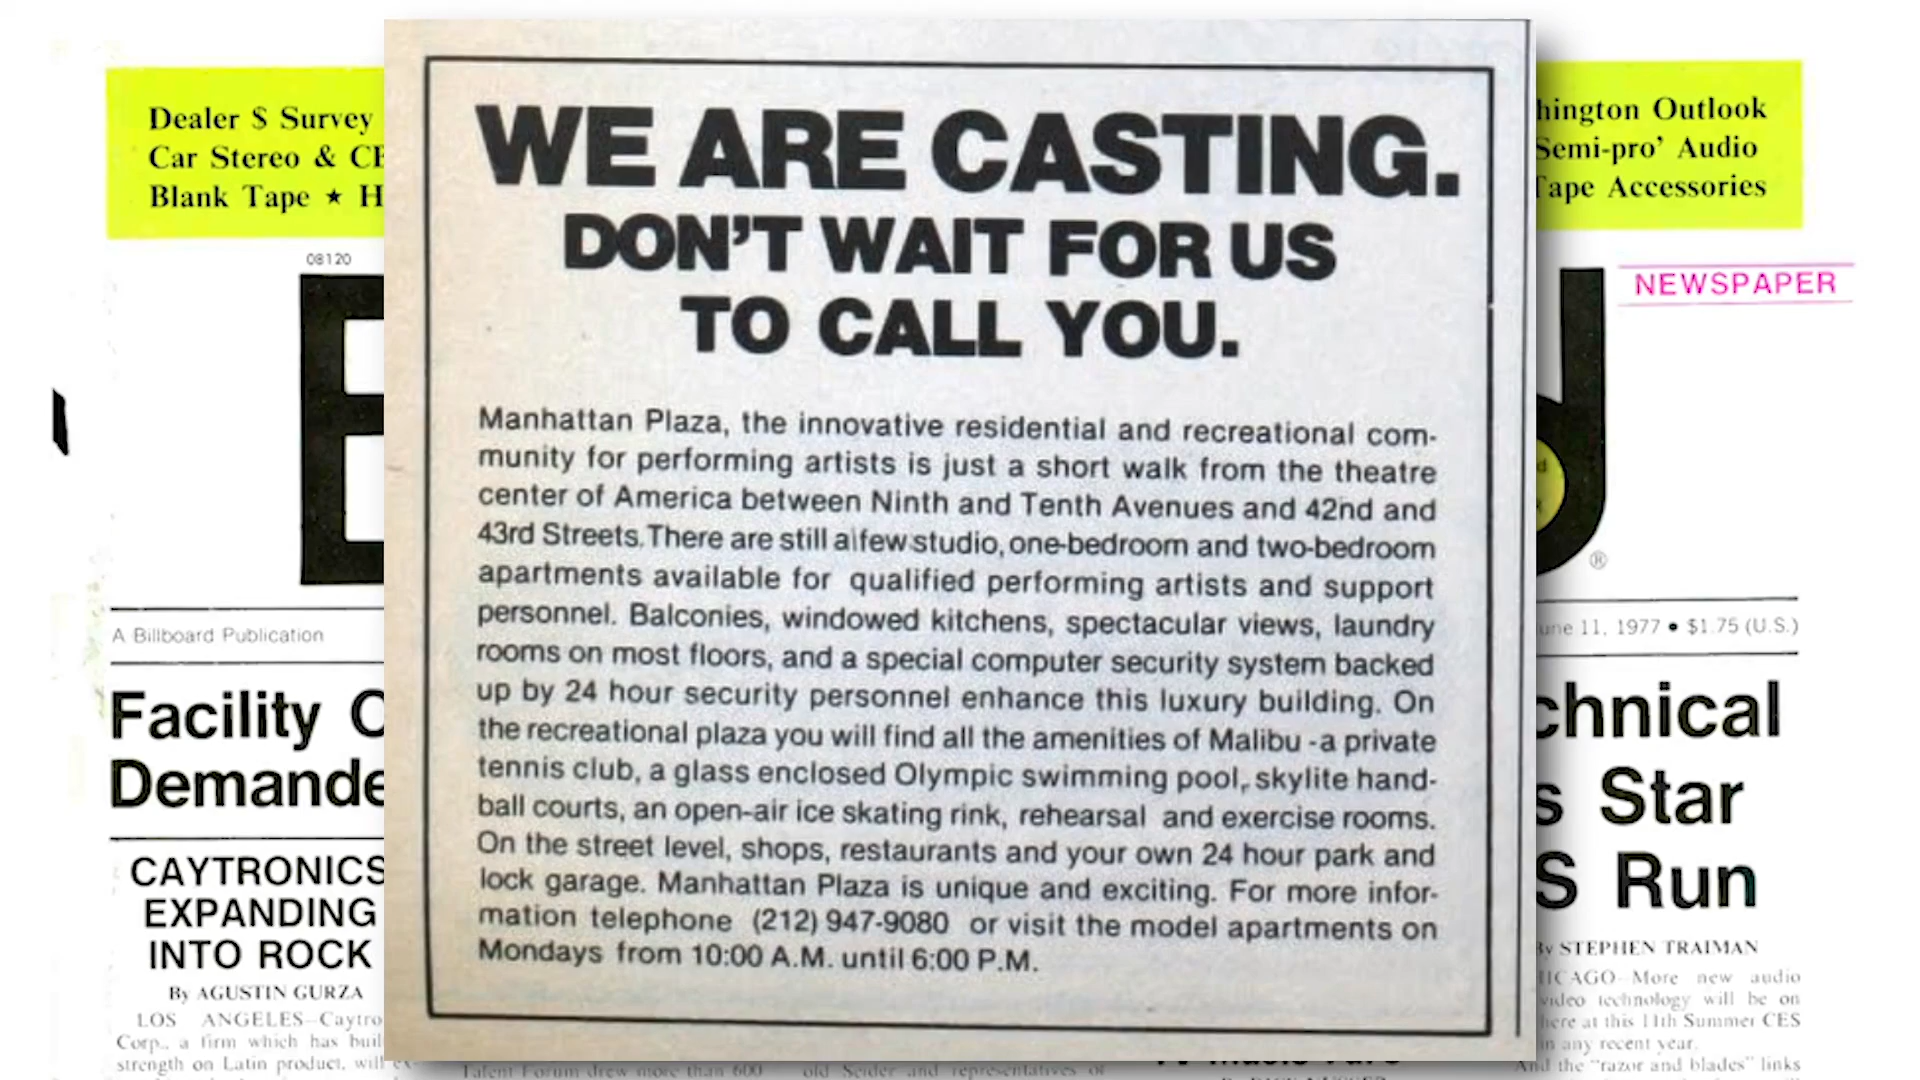 Dealer $ Survey
Car Stereo &
Blank Tape ★
Outlook
Semi-pro' Audio
Tape Accessories
08120
NEWSPAPER
®
A Billboard Publication
11, 1977 • $1.75 (U.S.)
Facility
Star
Run
CAYTRONICS
EXPANDING
INTO ROCK
By AGUSTIN GURZA
LOS ANGELES–
Corp., a firm which has
strength on Latin product, will
By STEPHEN TRAIMAN
More new audio
video technology will be on
here at this 11th Summer CES
in any recent year.
And the "razor and blades" links
Talent Forum drew more than 600
old Seider and representatives of
WE ARE CASTING.
DON'T WAIT FOR US
TO CALL YOU.
Manhattan Plaza, the innovative residential and recreational com-
munity for performing artists is just a short walk from the theatre
center of America between Ninth and Tenth Avenues and 42nd and
43rd Streets. There are still a few studio, one-bedroom and two-bedroom
apartments available for qualified performing artists and support
personnel. Balconies, windowed kitchens, spectacular views, laundry
rooms on most floors, and a special computer security system backed
up by 24 hour security personnel enhance this luxury building. On
the recreational plaza you will find all the amenities of Malibu -a private
tennis club, a glass enclosed Olympic swimming pool, skylite hand-
ball courts, an open-air ice skating rink, rehearsal and exercise rooms.
On the street level, shops, restaurants and your own 24 hour park and
lock garage. Manhattan Plaza is unique and exciting. For more infor-
mation telephone (212) 947-9080 or visit the model apartments on
Mondays from 10:00 A.M. until 6:00 P.M.